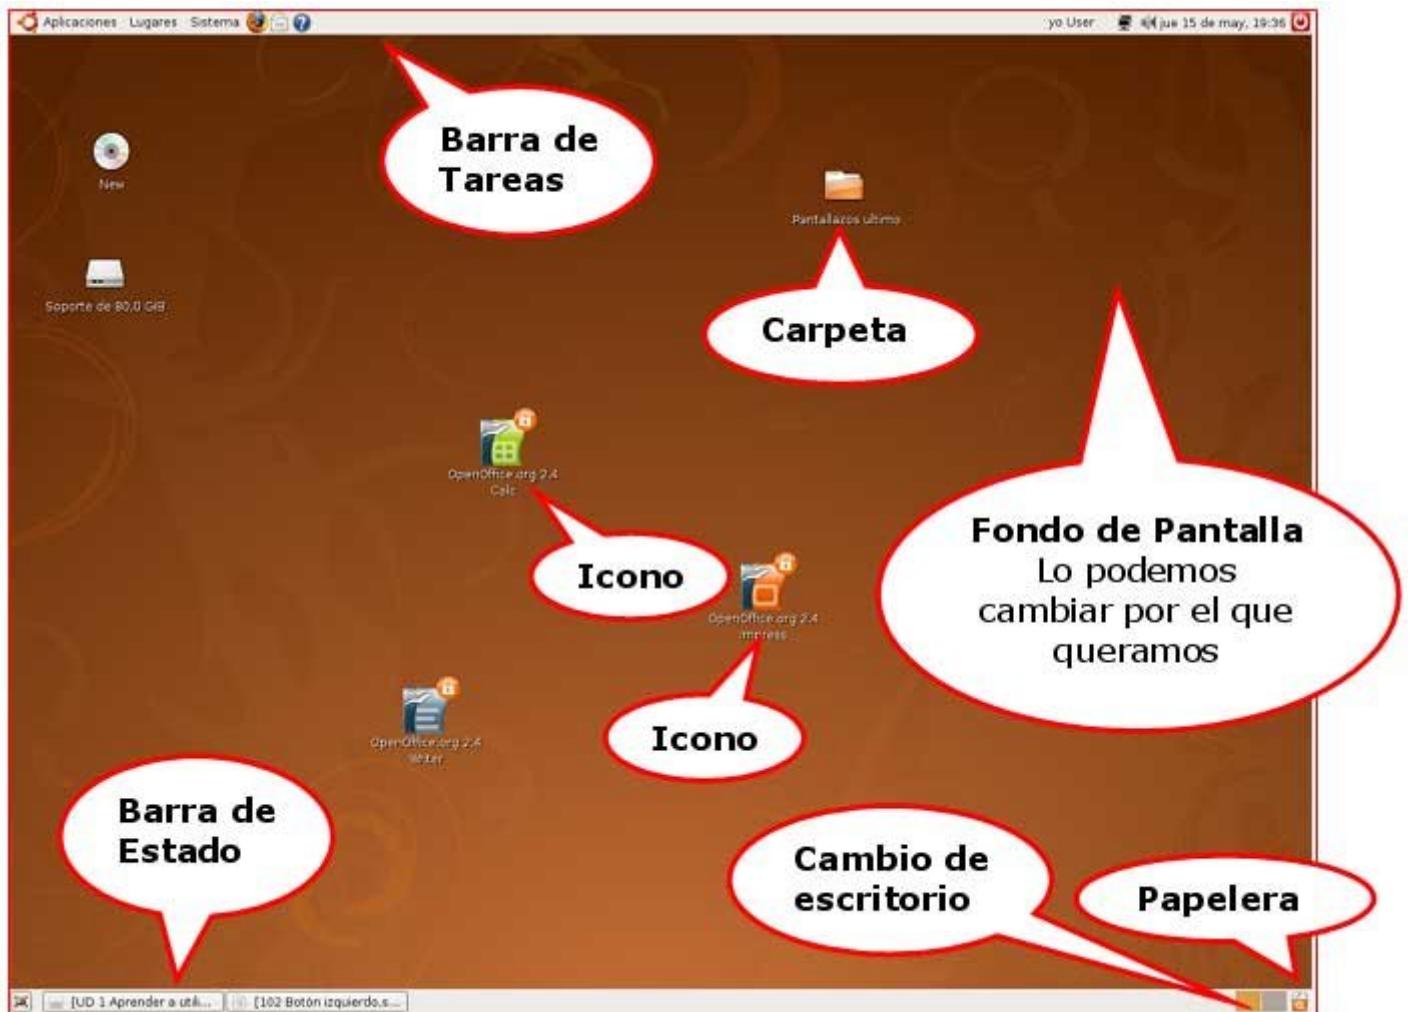 Aplicaciones Lugares Sistema
yo User
jue 15 de may, 19:36
Barra de
Tareas
New
Pantallazos ultimo
Soporte de 80,0 GiB
Carpeta
OpenOffice.org 2.4
Calc
Fondo de Pantalla
Lo podemos
cambiar por el que
queramos
Icono
OpenOffice.org 2.4
Impress
Icono
OpenOffice.org 2.4
Writer
Barra de
Estado
Cambio de
escritorio
Papelera
[UD 1 Aprender a utili...
[102 Botón izquierdo.s...